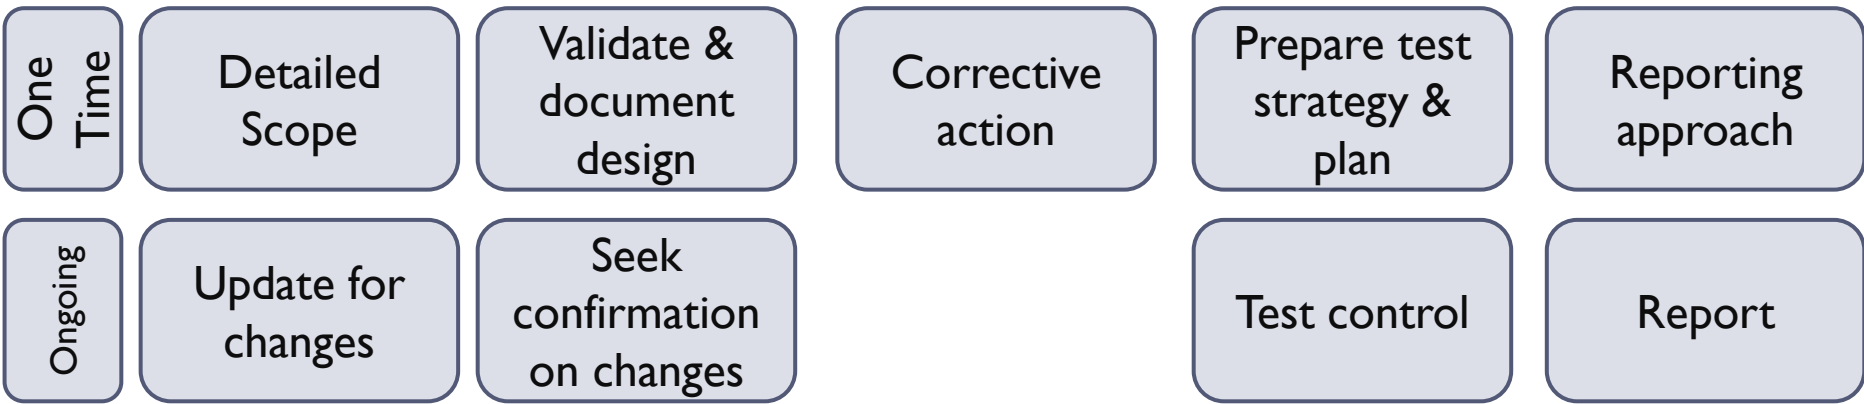 One
Time
Detailed
Scope
Validate &
document
design
Corrective
action
Prepare test
strategy &
plan
Reporting
approach
Ongoing
Update for
changes
Seek
confirmation
on changes
Test control
Report